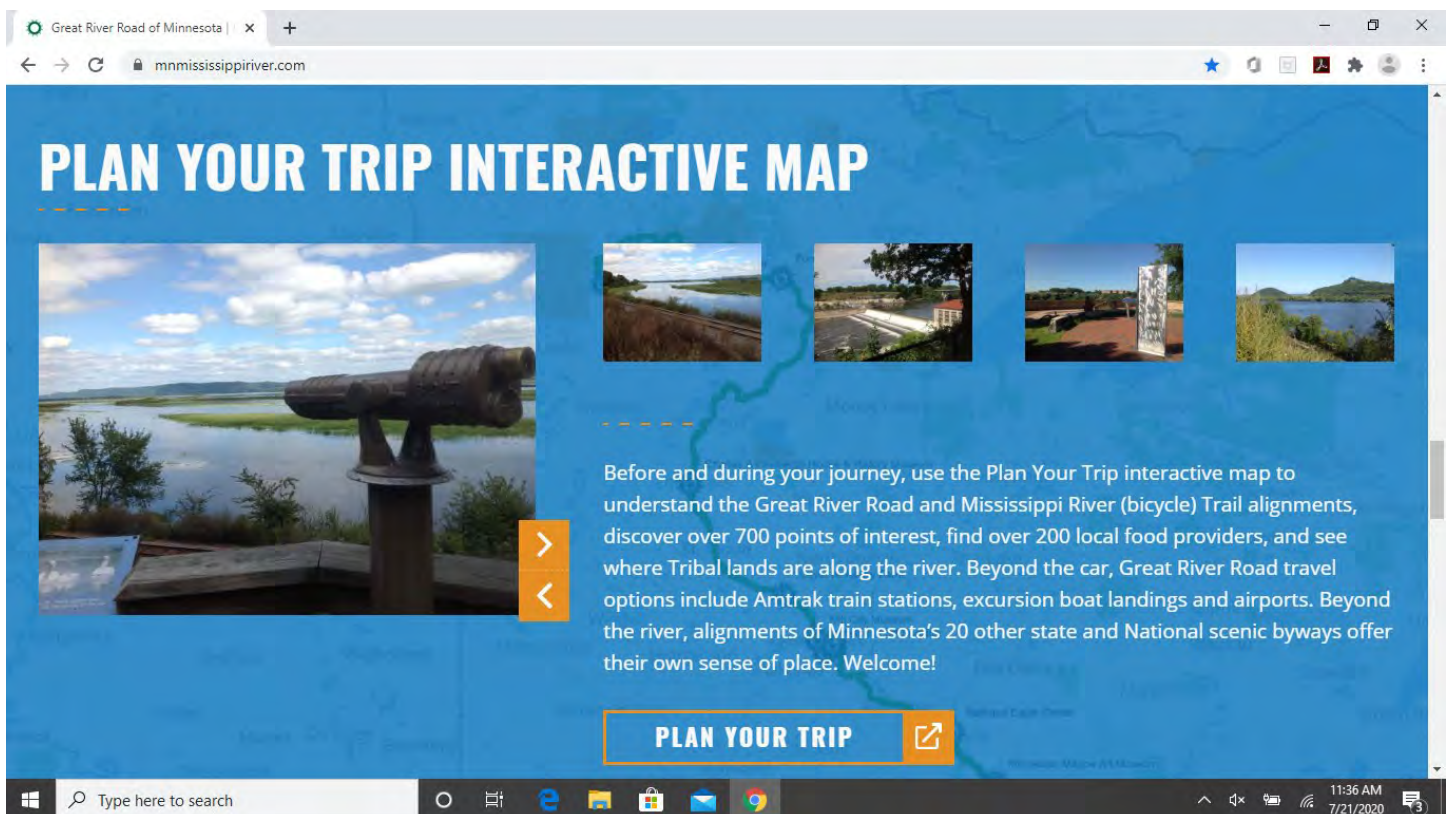 Great River Road of Minnesota |
mnmississippiriver.com
PLAN YOUR TRIP INTERACTIVE MAP
Before and during your journey, use the Plan Your Trip interactive map to
understand the Great River Road and Mississippi River (bicycle) Trail alignments,
discover over 700 points of interest, find over 200 local food providers, and see
where Tribal lands are along the river. Beyond the car, Great River Road travel
options include Amtrak train stations, excursion boat landings and airports. Beyond
the river, alignments of Minnesota's 20 other state and National scenic byways offer
their own sense of place. Welcome!
PLAN YOUR TRIP
Type here to search
11:36 AM
7/21/2020
3